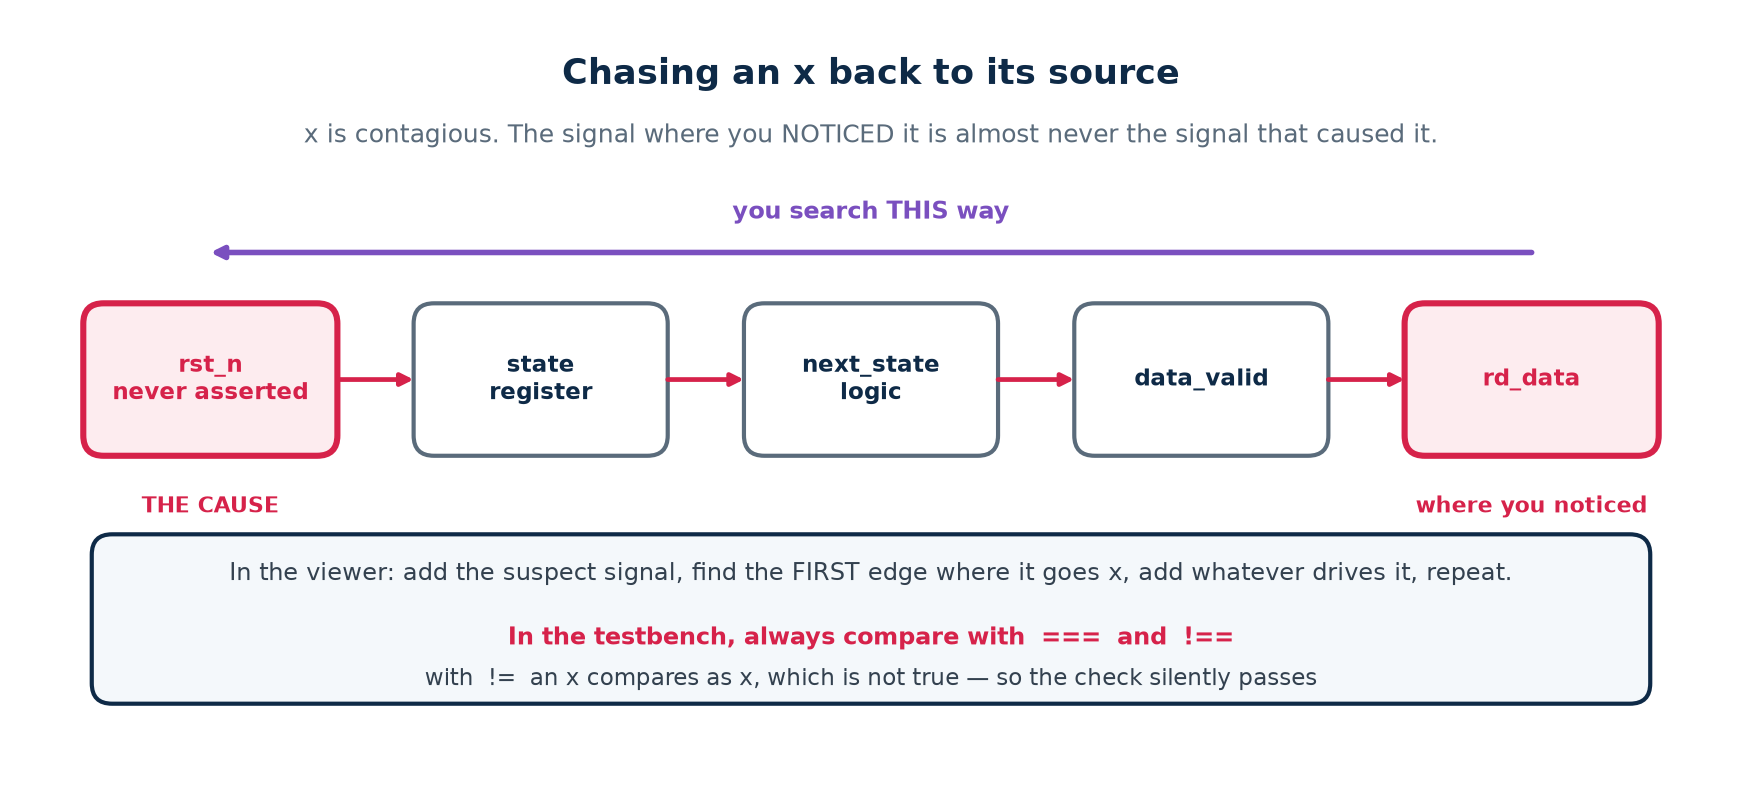 Chasing an x back to its source
x is contagious. The signal where you NOTICED it is almost never the signal that caused it.
you search THIS way
rst_n
never asserted
state
register
next_state
logic
data_valid
rd_data
THE CAUSE
where you noticed
In the viewer: add the suspect signal, find the FIRST edge where it goes x, add whatever drives it, repeat.
In the testbench, always compare with  ===  and  !==
with  !=  an x compares as x, which is not true — so the check silently passes